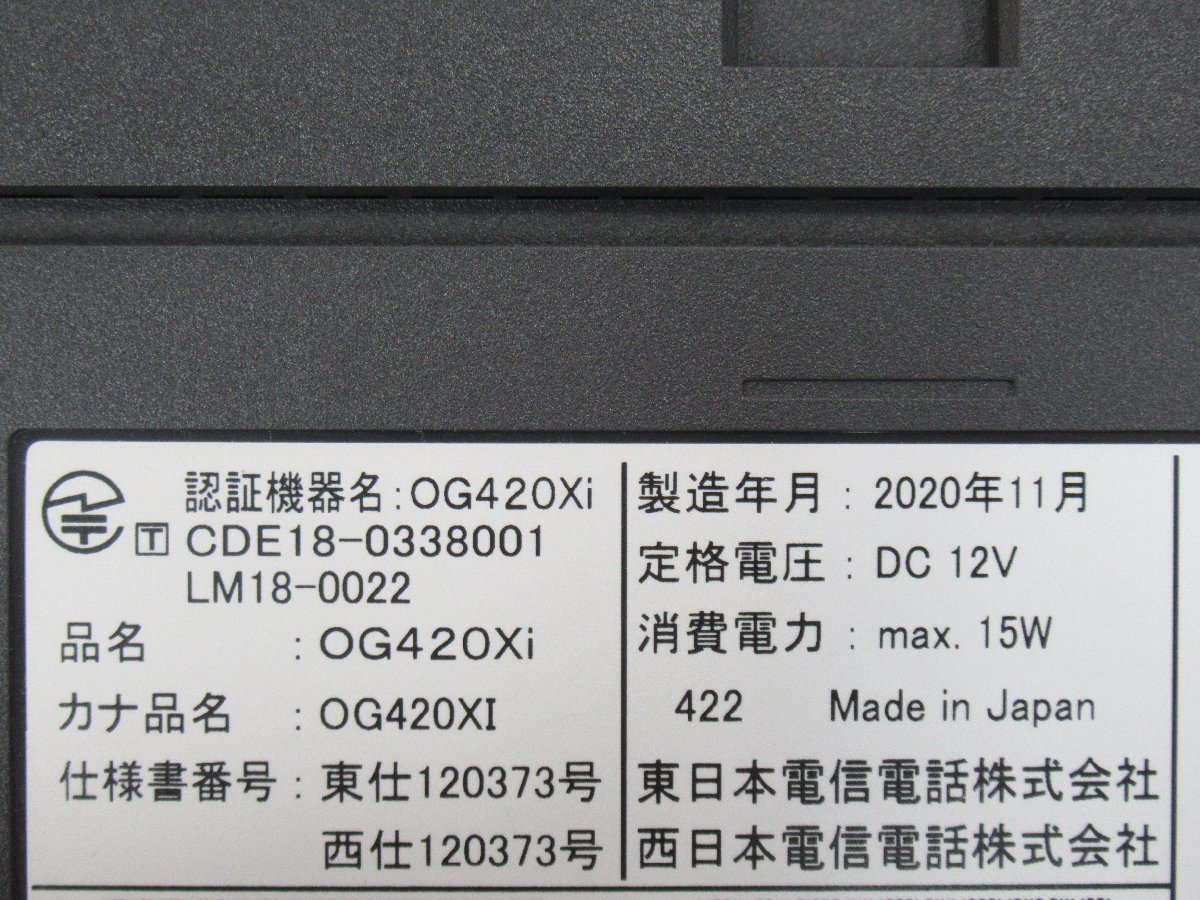 認証機器名:OG420Xi
T CDE18-0338001
LM18-0022
品名 :OG420Xi
カナ品名 :OG420XI
仕様書番号:東仕120373号
西仕120373号
製造年月:2020年11月
定格電圧:DC 12V
消費電力:max. 15W
422 Made in Japan
東日本電信電話株式会社
西日本電信電話株式会社